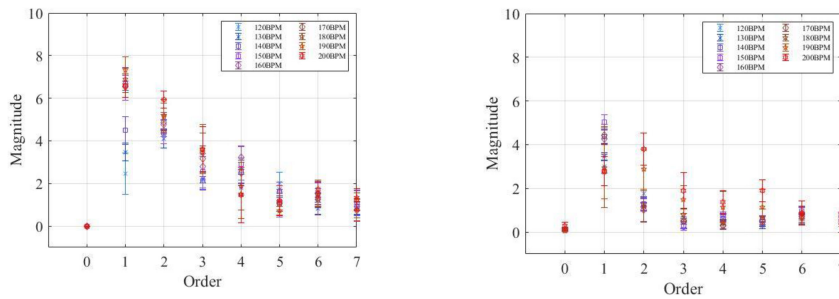 10
8
6
4
2
0
Magnitude
0 1 2 3 4 5 6 7
Order
120BPM 170BPM
130BPM 180BPM
140BPM 190BPM
150BPM 200BPM
160BPM
10
8
6
4
2
0
Magnitude
0 1 2 3 4 5 6
Order
120BPM 170BPM
130BPM 180BPM
140BPM 190BPM
150BPM 200BPM
160BPM